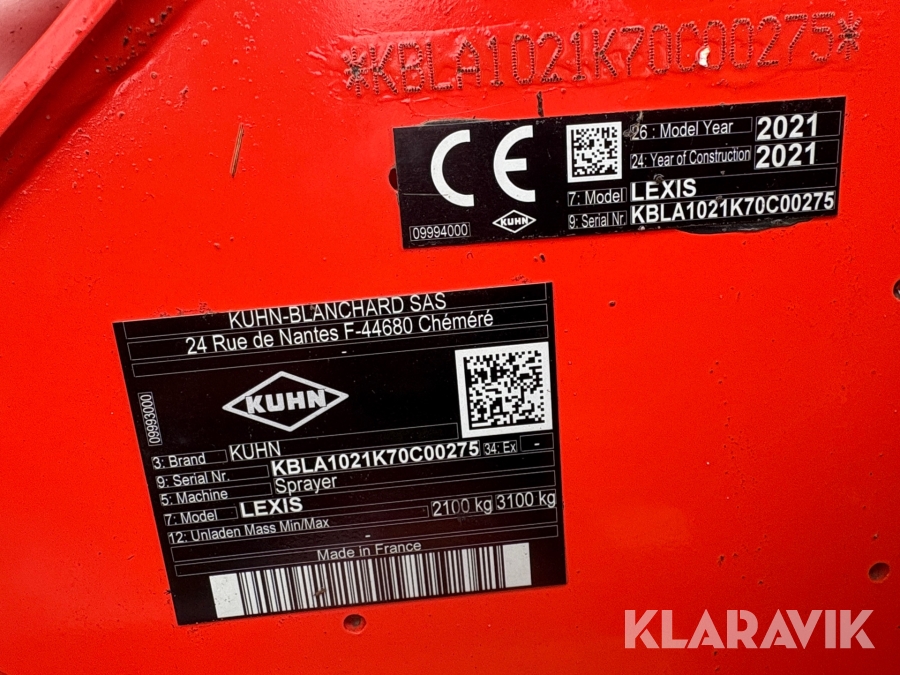 *KBLA1021K70C00275*
CE
26 : Model Year 2021
24: Year of Construction 2021
7: Model LEXIS
9: Serial Nr. KBLA1021K70C00275
09994000
KUHN
KUHN-BLANCHARD SAS
24 Rue de Nantes F-44680 Chéméré
09993000
KUHN
3: Brand KUHN
9: Serial Nr. KBLA1021K70C00275 34: Ex -
5: Machine Sprayer
7: Model LEXIS
12: Unladen Mass Min/Max 2100 kg 3100 kg
Made in France
KLARAVIK